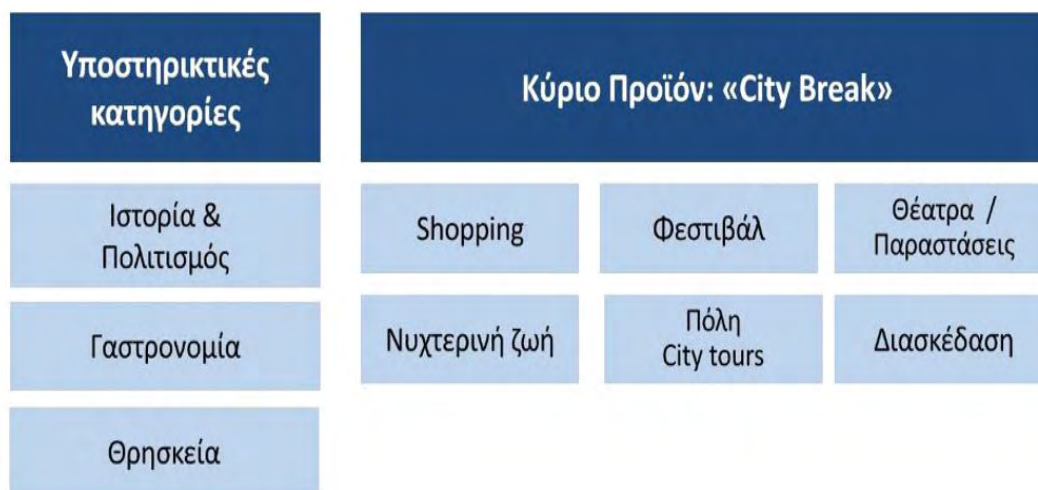 Υποστηρικτικές
κατηγορίες
Κύριο Προϊόν: «City Break»
Ιστορία &
Πολιτισμός
Shopping
Φεστιβάλ
Θέατρα /
Παραστάσεις
Γαστρονομία
Νυχτερινή ζωή
Πόλη
City tours
Διασκέδαση
Θρησκεία